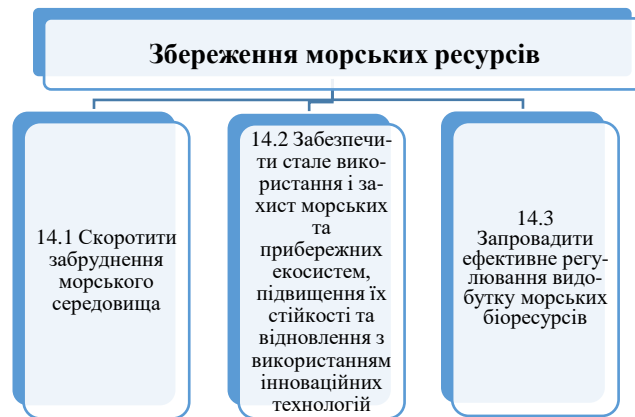 Збереження морських ресурсів
14.1 Скоротити
забруднення
морського
середовища
14.2 Забезпечи-
ти стале вико-
ристання і за-
хист морських
та
прибережних
екосистем,
підвищення їх
стійкості та
відновлення з
використанням
інноваційних
технологій
14.3
Запровадити
ефективне регу-
лювання видо-
бутку морських
біоресурсів